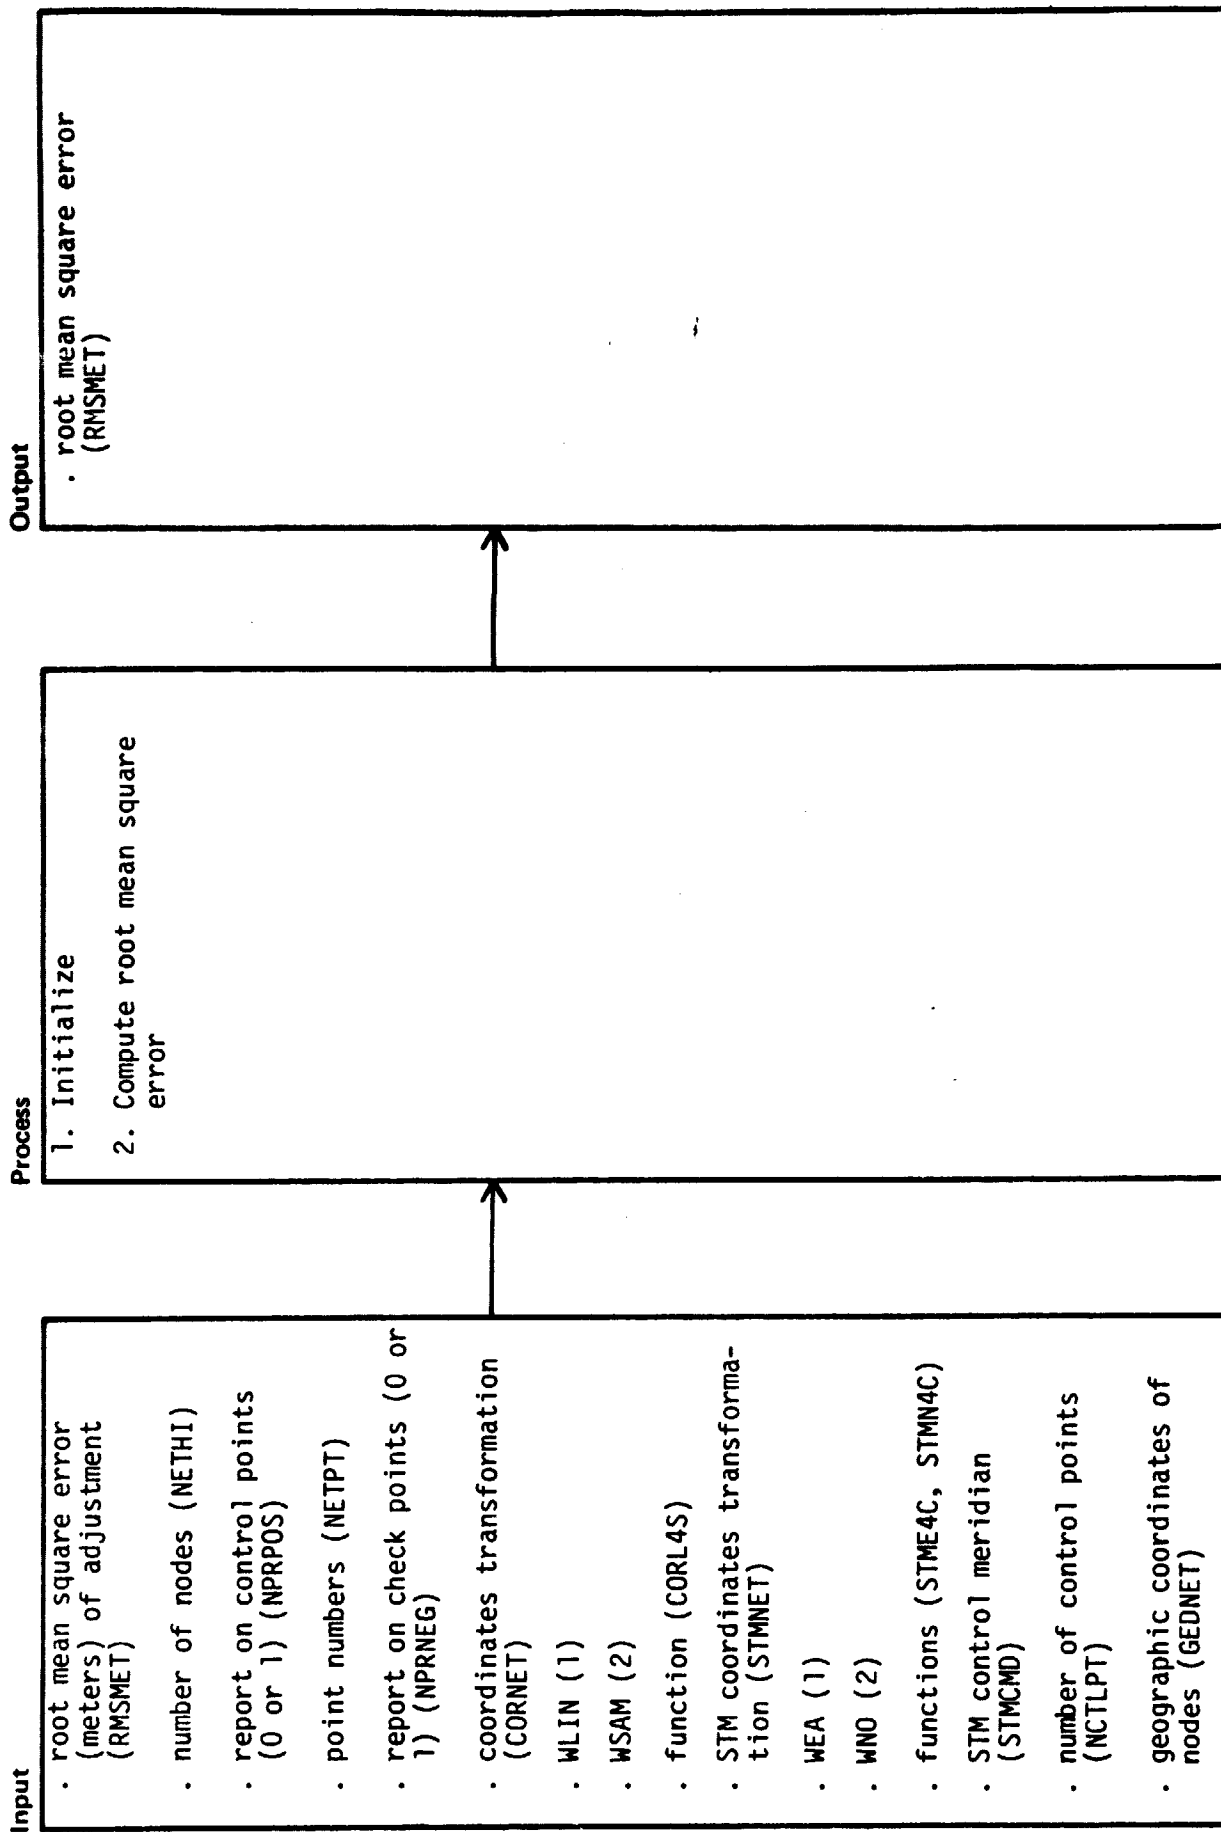 Input
. root mean square error
(meters) of adjustment
(RMSMET)
. number of nodes (NETHI)
. report on control points
(0 or 1) (NPRPOS)
. point numbers (NETPT)
. report on check points (0 or
1) (NPRNEG)
. coordinates transformation
(CORNET)
. WLIN (1)
. WSAM (2)
. function (CORL4S)
. STM coordinates transforma-
tion (STMNET)
. WEA (1)
. WNO (2)
. functions (STME4C, STMN4C)
. STM control meridian
(STMCMD)
. number of control points
(NCTLPT)
. geographic coordinates of
nodes (GEDNET)
Process
1. Initialize
2. Compute root mean square
error
Output
. root mean square error
(RMSMET)